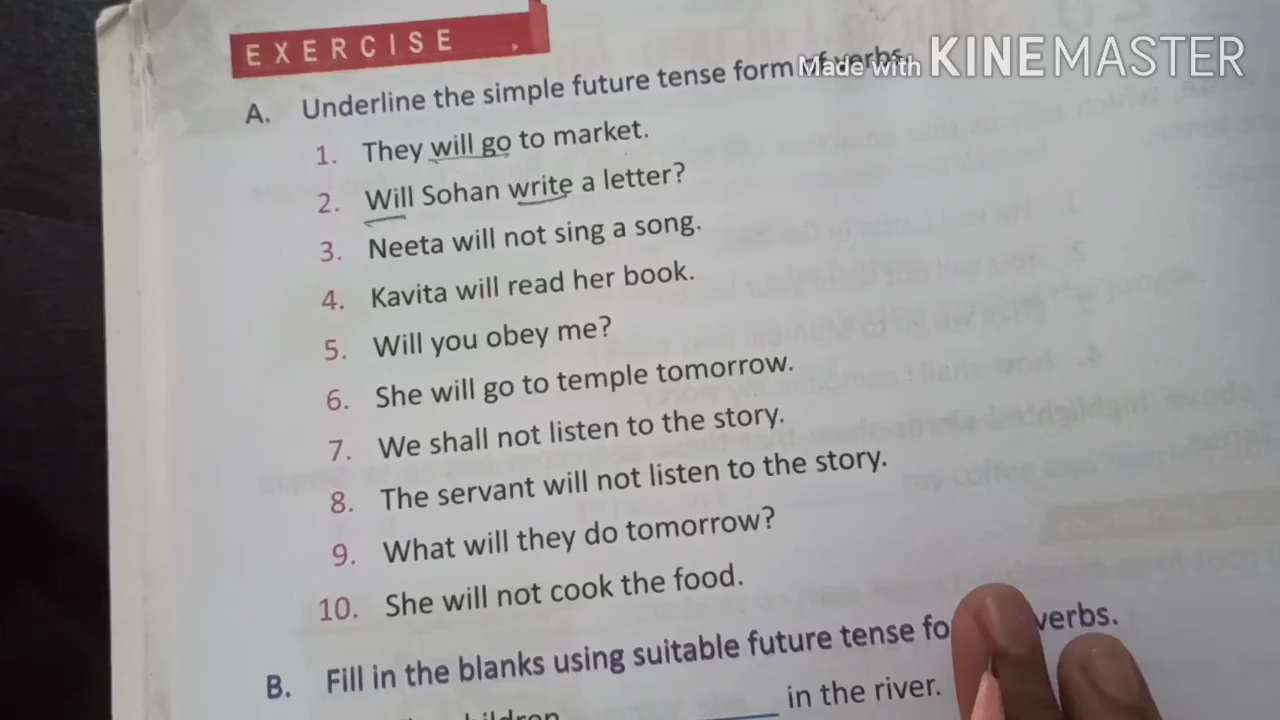 EXERCISE
Made with KINEMASTER
A. Underline the simple future tense form of verbs.
1. They will go to market.
2. Will Sohan write a letter?
3. Neeta will not sing a song.
4. Kavita will read her book.
5. Will you obey me?
6. She will go to temple tomorrow.
7. We shall not listen to the story.
8. The servant will not listen to the story.
9. What will they do tomorrow?
10. She will not cook the food.
B. Fill in the blanks using suitable future tense verbs.
in the river.